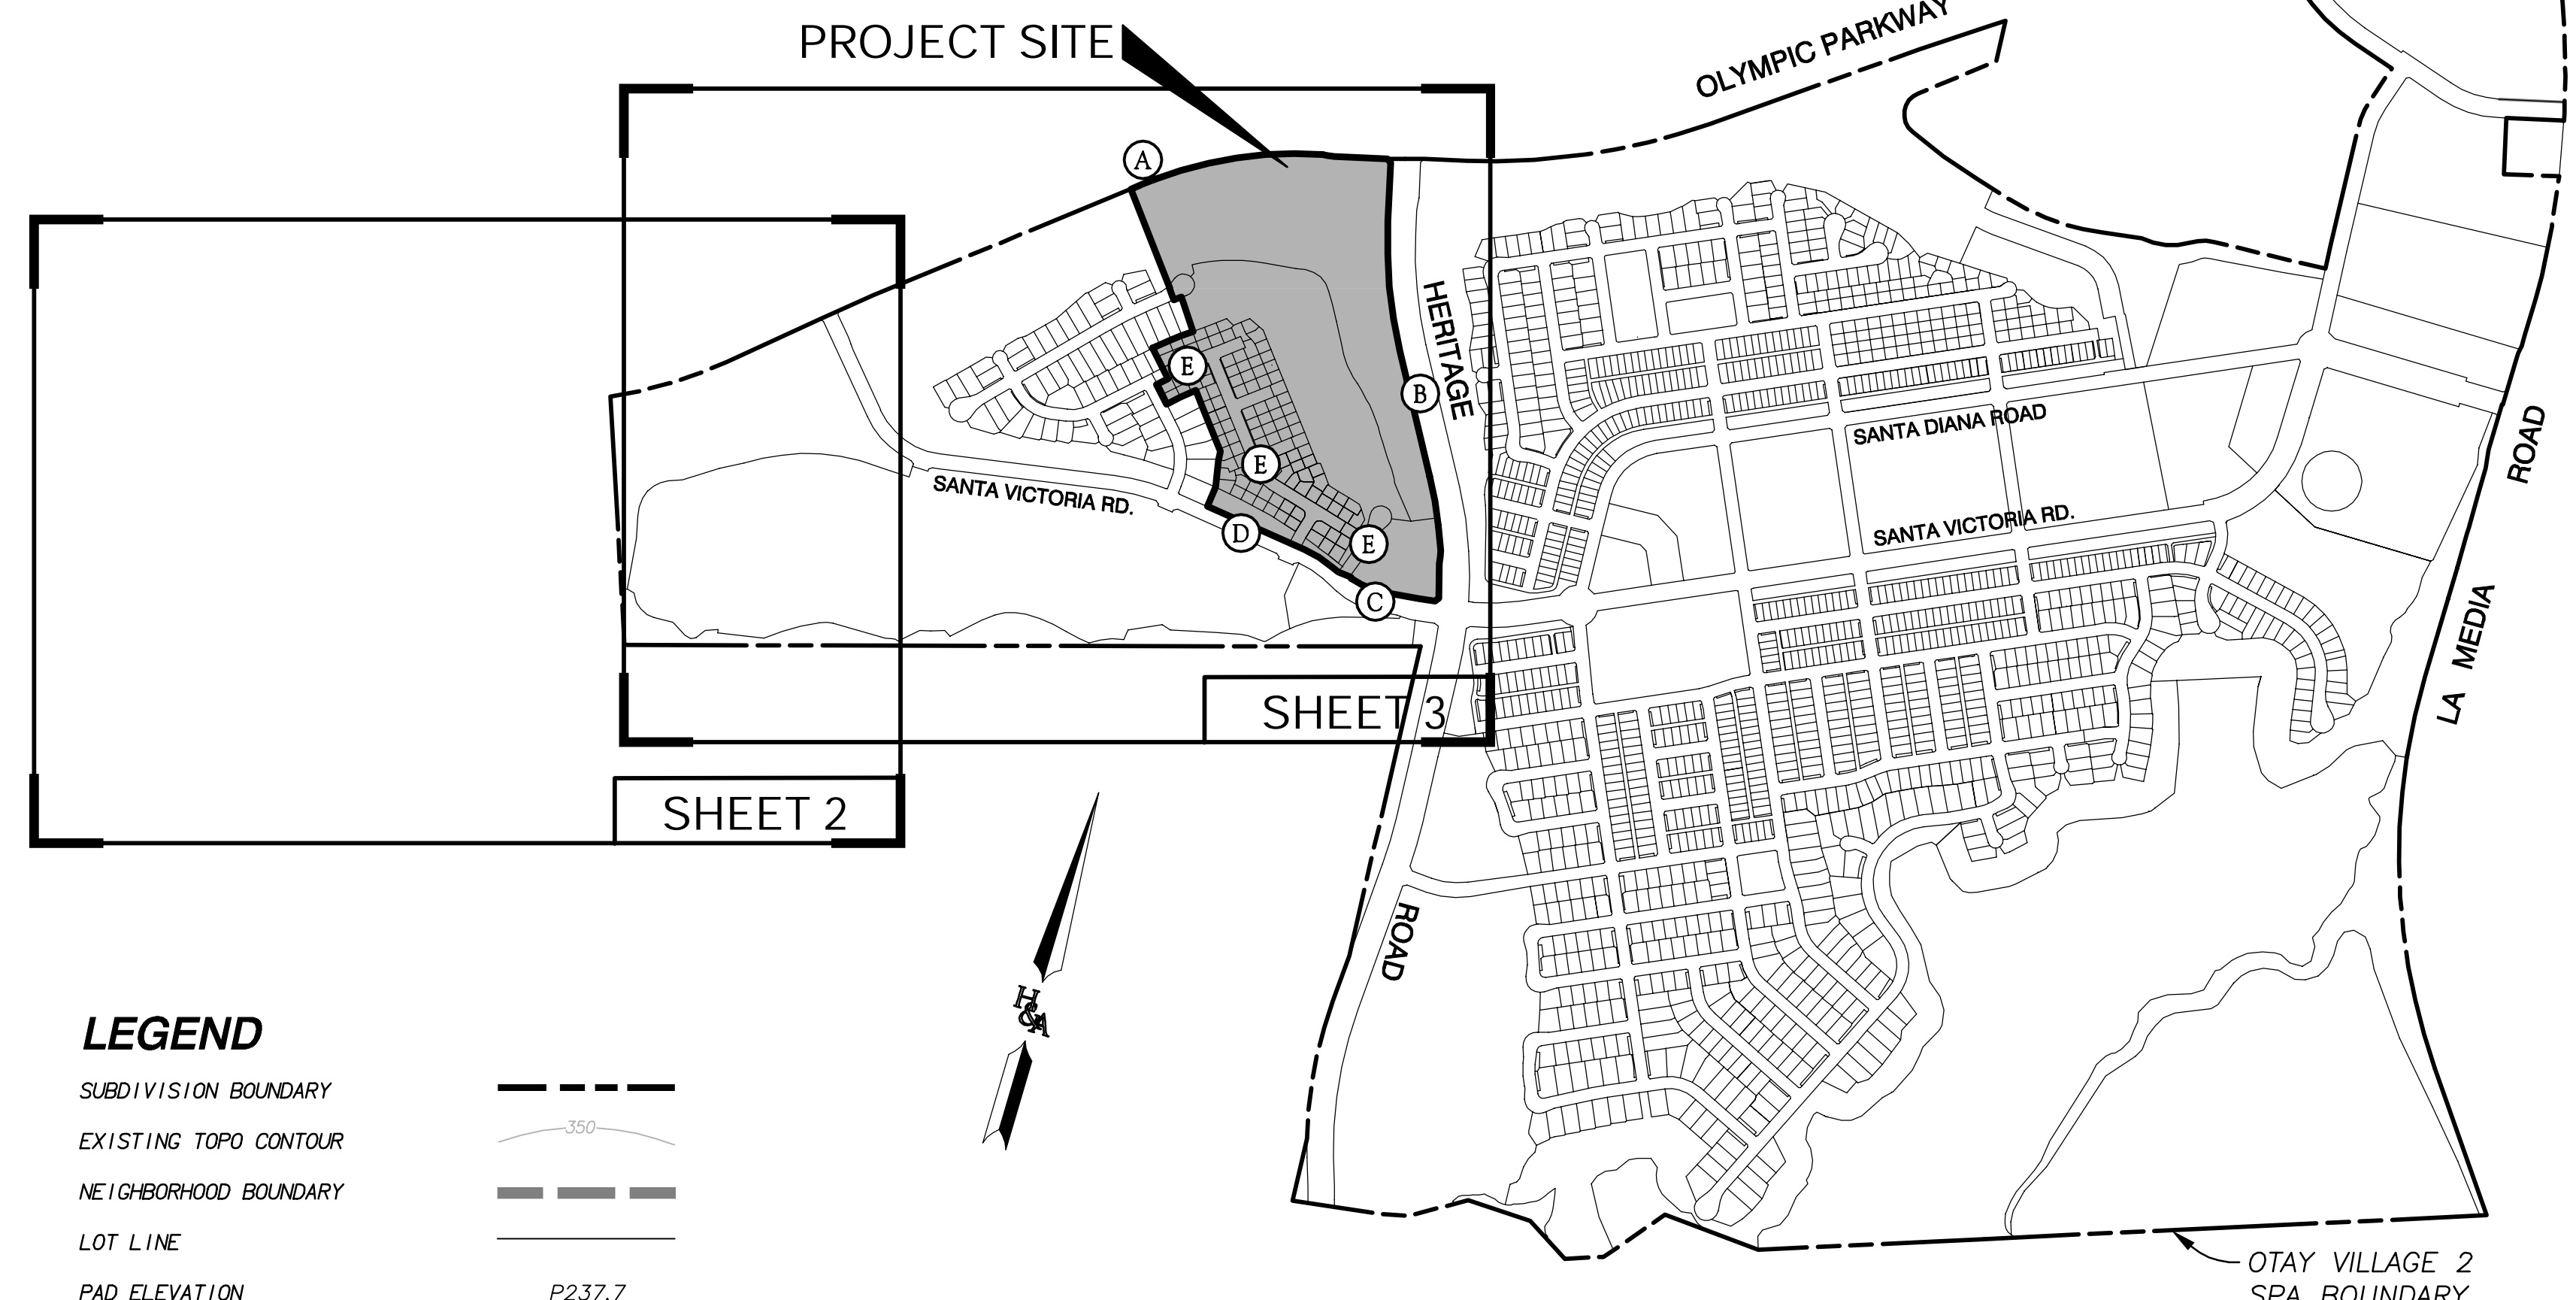 PROJECT SITE
OLYMPIC PARKWAY
A
HERITAGE
E
B
SANTA DIANA ROAD
ROAD
E
SANTA VICTORIA RD.
SANTA VICTORIA RD.
D
E
C
LA MEDIA
SHEET 3
SHEET 2
ROAD
H&A
LEGEND
SUBDIVISION BOUNDARY
EXISTING TOPO CONTOUR
350
NEIGHBORHOOD BOUNDARY
LOT LINE
PAD ELEVATION
P237.7
OTAY VILLAGE 2
SPA BOUNDARY